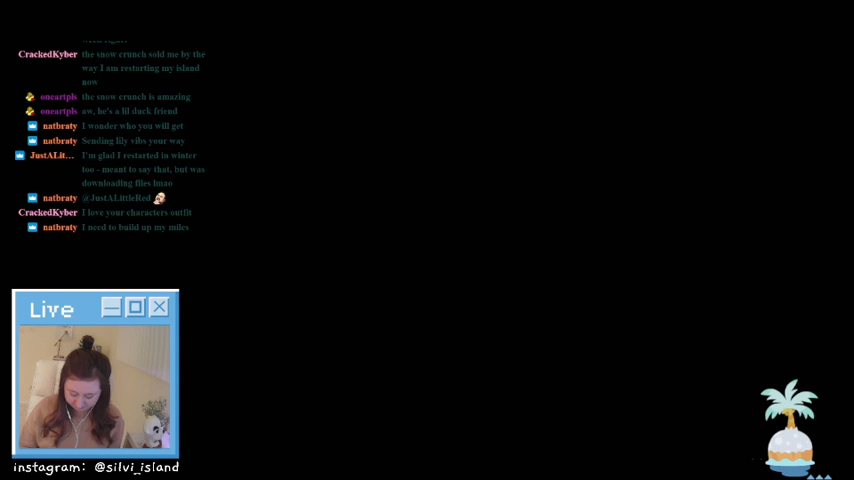 CrackedKyber the snow crunch sold me by the
way I am restarting my island
now
oneartpls the snow crunch is amazing
oneartpls aw, he's a lil duck friend
natbraty I wonder who you will get
natbraty Sending lily vibs your way
JustALit... I'm glad I restarted in winter
too - meant to say that, but was
downloading files lmao
natbraty @JustALittleRed
CrackedKyber I love your characters outfit
natbraty I need to build up my miles
Live
instagram: @silvi_island